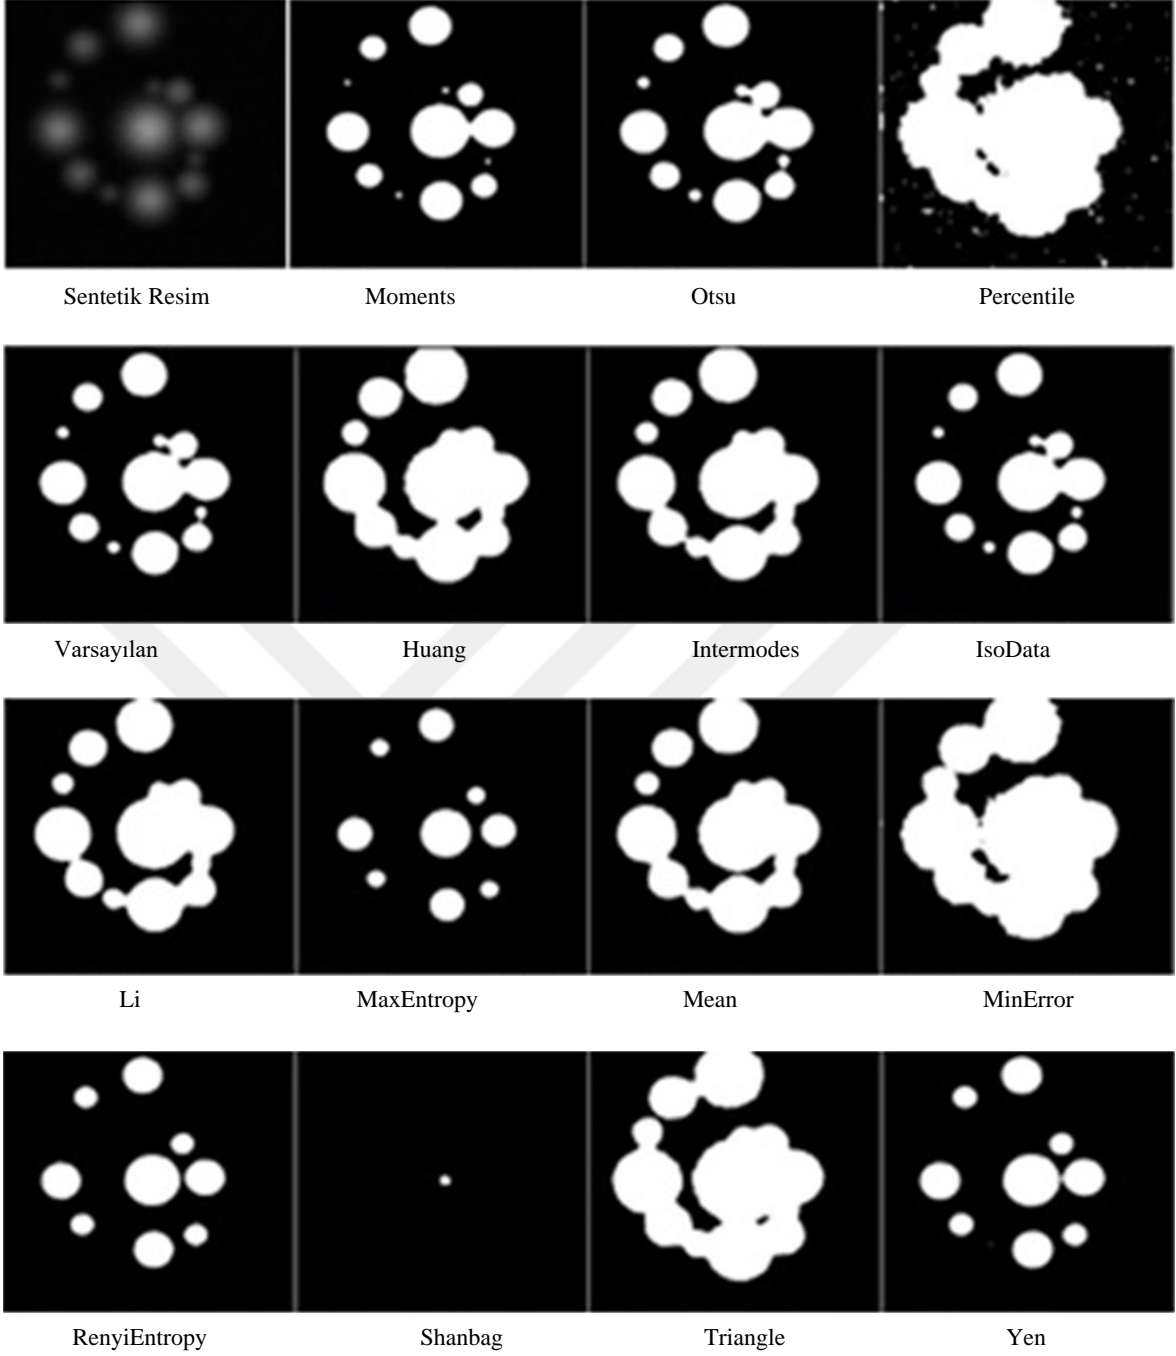 Sentetik Resim Moments Otsu Percentile
Varsayılan Huang Intermodes IsoData
Li MaxEntropy Mean MinError
RenyiEntropy Shanbag Triangle Yen